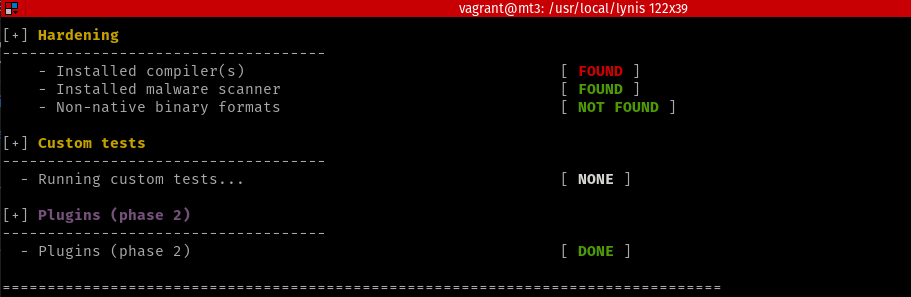 vagrant@mt3: /usr/local/lynis 122x39
[+] Hardening
------------------------------------
    - Installed compiler(s)                                   [ FOUND ]
    - Installed malware scanner                               [ FOUND ]
    - Non-native binary formats                               [ NOT FOUND ]
[+] Custom tests
------------------------------------
  - Running custom tests...                                   [ NONE ]
[+] Plugins (phase 2)
------------------------------------
  - Plugins (phase 2)                                         [ DONE ]
================================================================================